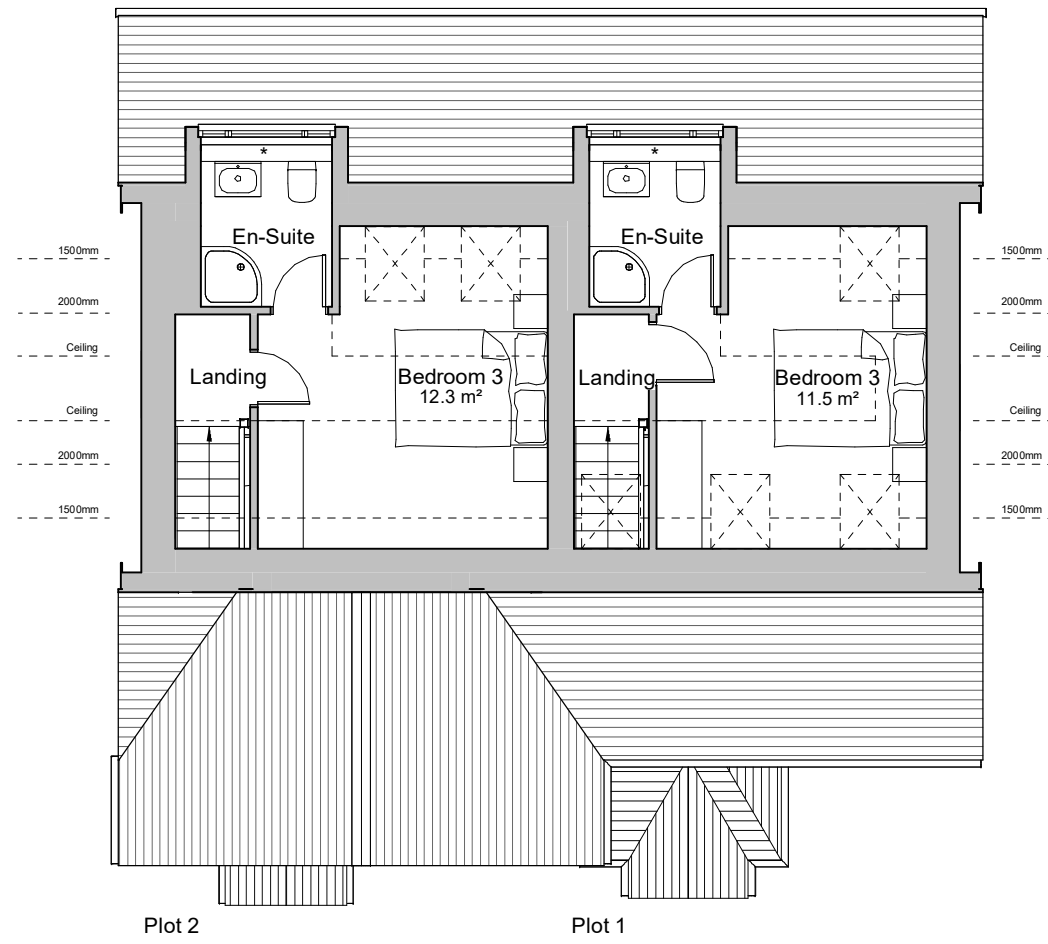 *
*
En-Suite
En-Suite
1500mm
1500mm
2000mm
2000mm
Ceiling
Ceiling
Landing
Bedroom 3
12.3 m²
Landing
Bedroom 3
11.5 m²
Ceiling
Ceiling
2000mm
2000mm
1500mm
1500mm
Plot 2
Plot 1